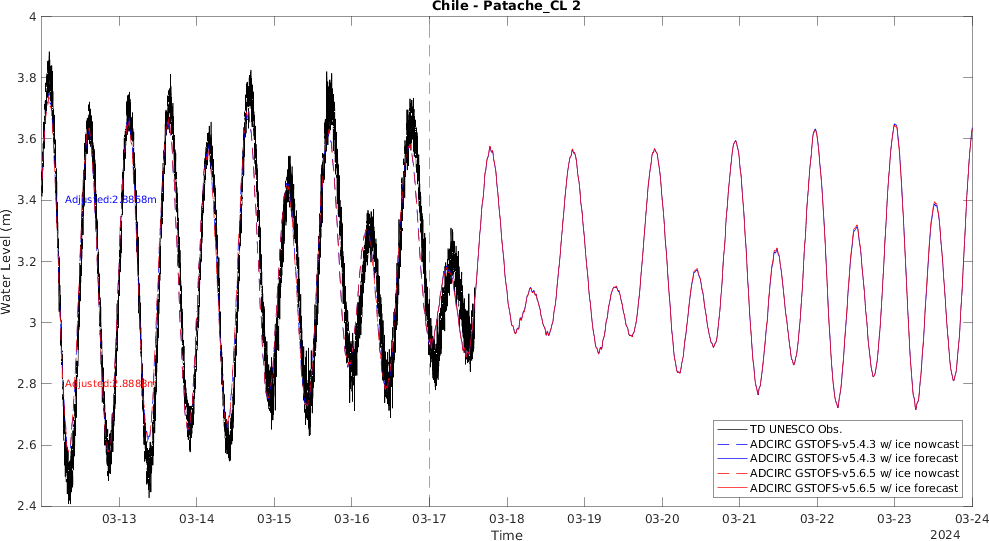 Chile - Patache_CL 2
4
3.8
3.6
3.4
3.2
3
2.8
2.6
2.4
Water Level (m)
Adjusted:2.8868m
Adjusted:2.8888m
TD UNESCO Obs.
ADCIRC GSTOFS-v5.4.3 w/ ice nowcast
ADCIRC GSTOFS-v5.4.3 w/ ice forecast
ADCIRC GSTOFS-v5.6.5 w/ ice nowcast
ADCIRC GSTOFS-v5.6.5 w/ ice forecast
03-13 03-14 03-15 03-16 03-17 03-18 03-19 03-20 03-21 03-22 03-23 03-24
Time
2024